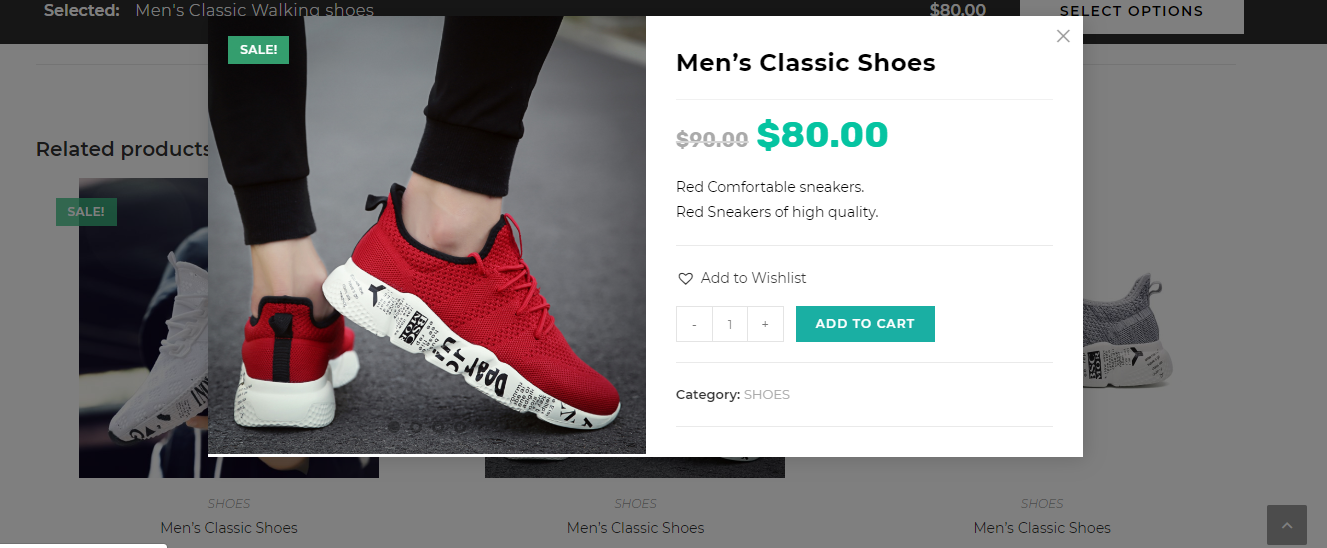 Selected: Men's Classic Walking shoes $80.00 SELECT OPTIONS
SALE!
Men's Classic Shoes
$90.00 $80.00
Red Comfortable sneakers.
Red Sneakers of high quality.
Add to Wishlist
- 1 +
ADD TO CART
Category: SHOES
Related products
SALE!
SHOES SHOES SHOES
Men's Classic Shoes Men's Classic Shoes Men's Classic Shoes